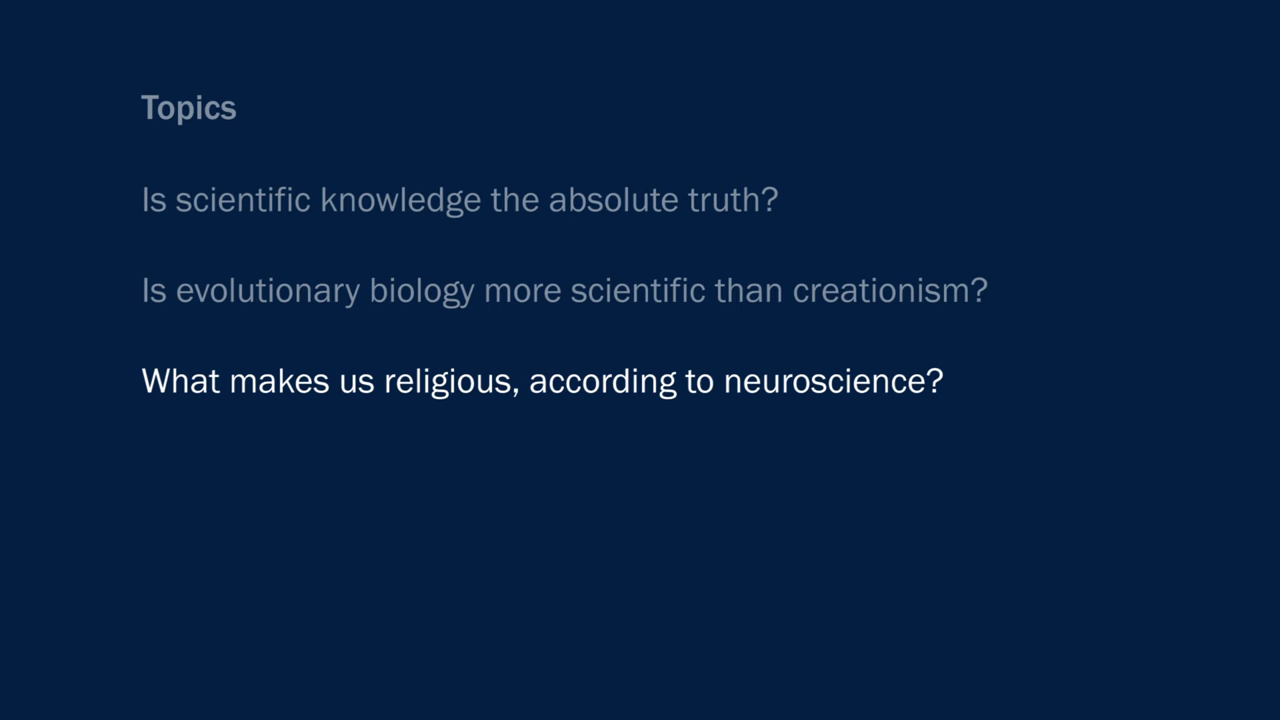 Topics
Is scientific knowledge the absolute truth?
Is evolutionary biology more scientific than creationism?
What makes us religious, according to neuroscience?